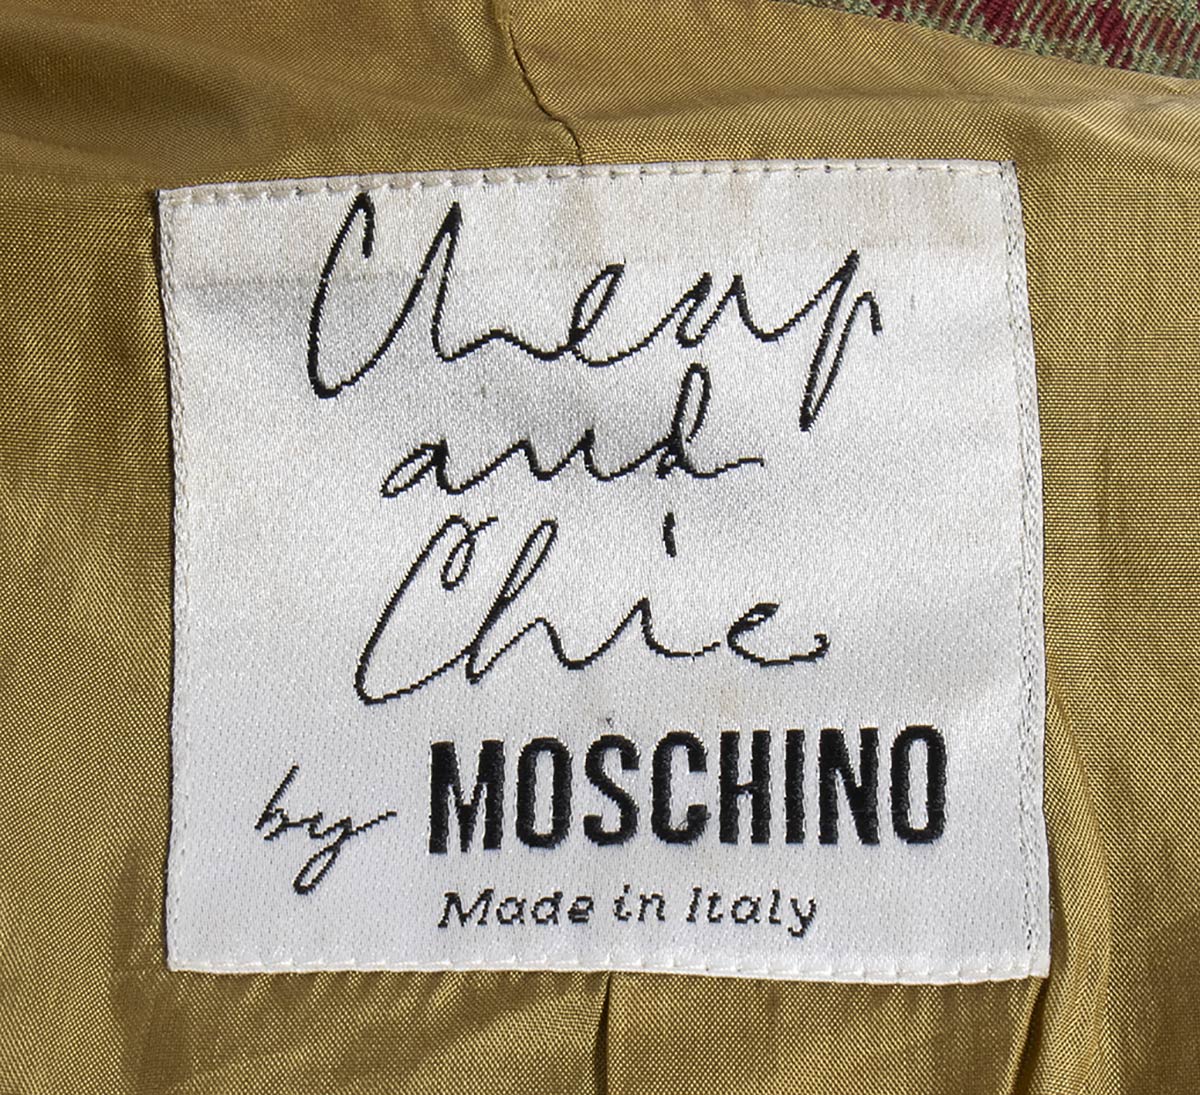 Cheap
and
Chic
by MOSCHINO
Made in Italy